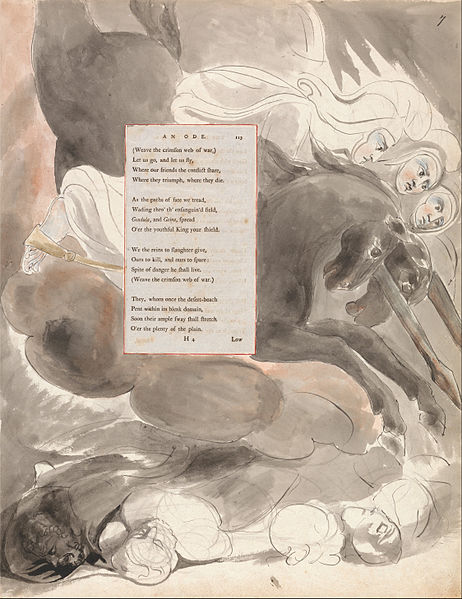 7
AN ODE. 113
(Weave the crimſon web of war,)
Let us go, and let us fly,
Where our friends the conflict ſhare,
Where they triumph, where they die.
As the paths of fate we tread,
Wading thro' th' enſanguin'd field,
Gondula, and Geira, ſpread
O'er the youthful King your ſhield.
We the reins to ſlaughter give,
Ours to kill, and ours to ſpare:
Spite of danger he ſhall live.
(Weave the crimſon web of war.)
They, whom once the deſert-beach
Pent within its bleak domain,
Soon their ample ſway ſhall ſtretch
O'er the plenty of the plain.
H 4 Low